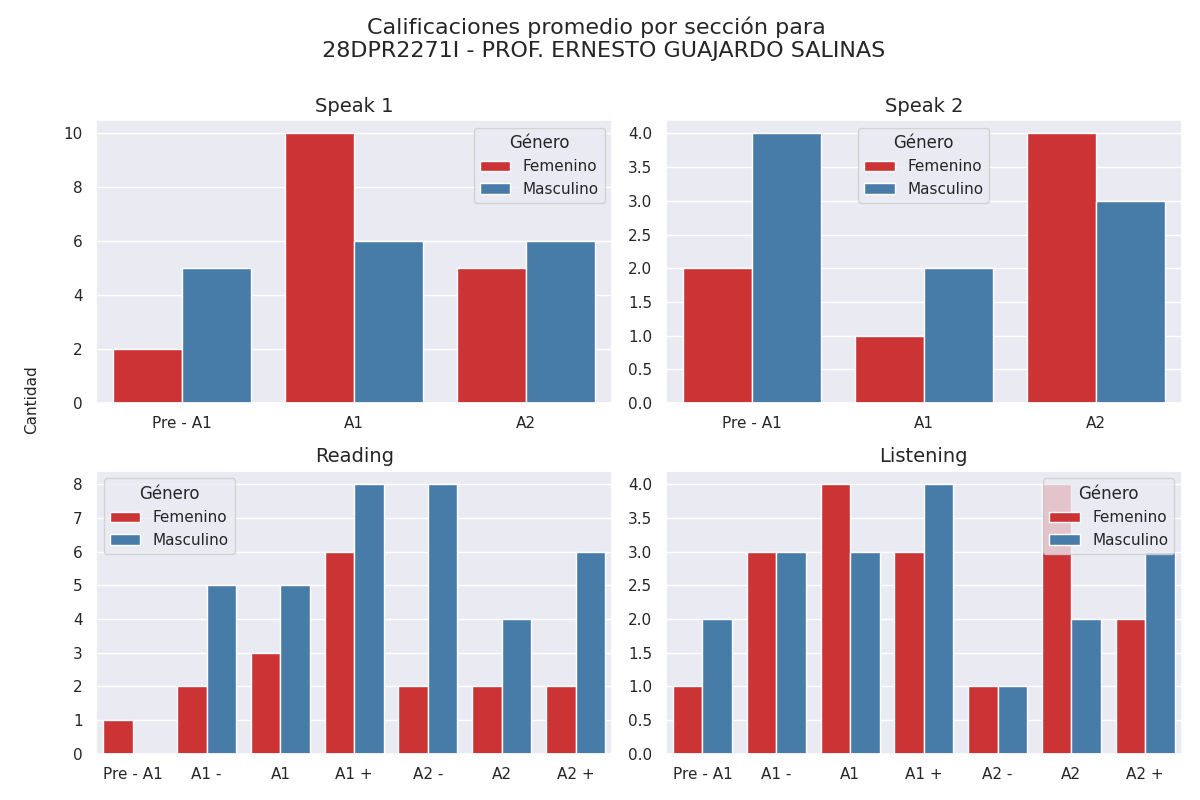 Calificaciones promedio por sección para
28DPR2271I - PROF. ERNESTO GUAJARDO SALINAS
Cantidad
Speak 1
10
8
6
4
2
0
Género
Femenino
Masculino
Pre - A1 A1 A2
Speak 2
4.0
3.5
3.0
2.5
2.0
1.5
1.0
0.5
0.0
Género
Femenino
Masculino
Pre - A1 A1 A2
Reading
8
7
6
5
4
3
2
1
0
Género
Femenino
Masculino
Pre - A1 A1 - A1 A1 + A2 - A2 A2 +
Listening
4.0
3.5
3.0
2.5
2.0
1.5
1.0
0.5
0.0
Género
Femenino
Masculino
Pre - A1 A1 - A1 A1 + A2 - A2 A2 +